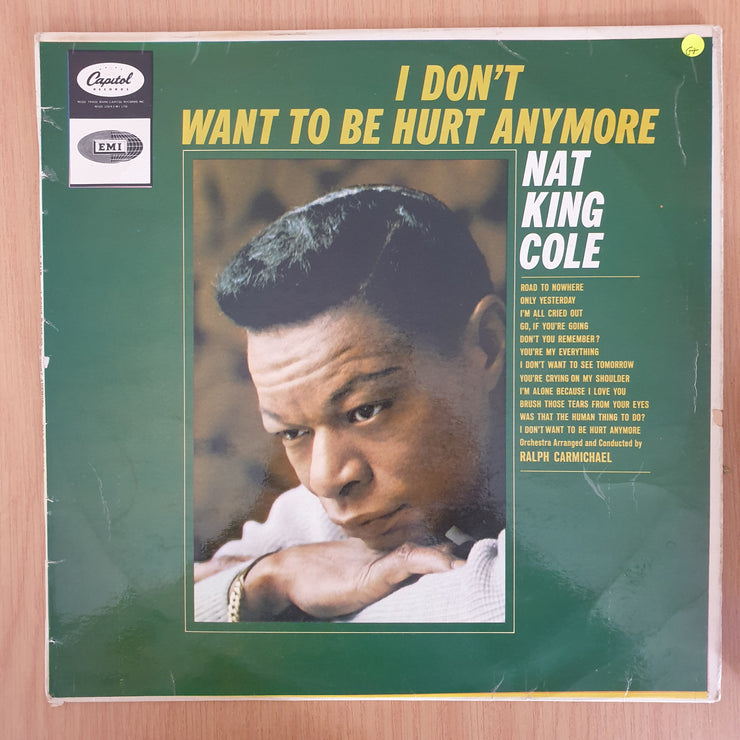 I DON'T
WANT TO BE HURT ANYMORE
NAT
KING
COLE
Capitol
RECORDS
EMI
ROAD TO NOWHERE
ONLY YESTERDAY
I'M ALL CRIED OUT
GO, IF YOU'RE GOING
DON'T YOU REMEMBER?
YOU'RE MY EVERYTHING
I DON'T WANT TO SEE TOMORROW
YOU'RE CRYING ON MY SHOULDER
I'M ALONE BECAUSE I LOVE YOU
BRUSH THOSE TEARS FROM YOUR EYES
WAS THAT THE HUMAN THING TO DO?
I DON'T WANT TO BE HURT ANYMORE
Orchestra Arranged and Conducted by
RALPH CARMICHAEL